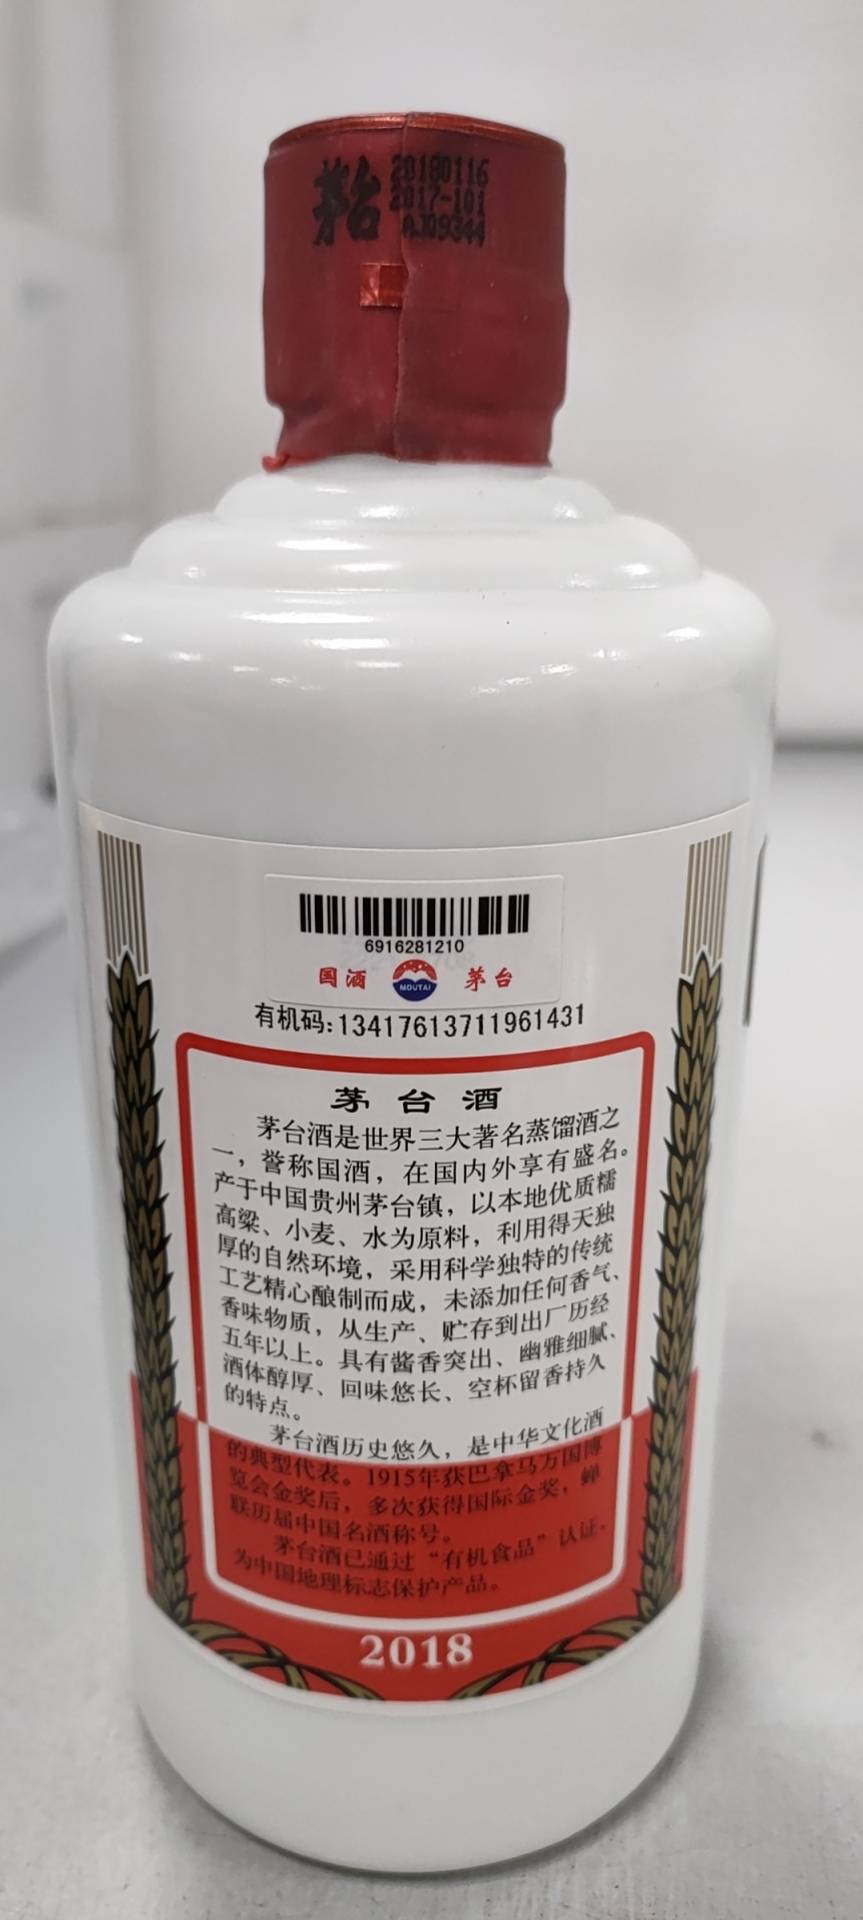 茅台
20180116
2017-101
AJ09344
6916281210
国酒 MOUTAI 茅台
有机码:13417613711961431
茅台酒
茅台酒是世界三大著名蒸馏酒之
一，誉称国酒，在国内外享有盛名。
产于中国贵州茅台镇，以本地优质糯
高粱、小麦、水为原料，利用得天独
厚的自然环境，采用科学独特的传统
工艺精心酿制而成，未添加任何香气、
香味物质，从生产、贮存到出厂历经
五年以上。具有酱香突出、幽雅细腻、
酒体醇厚、回味悠长、空杯留香持久
的特点。
茅台酒历史悠久，是中华文化酒
的典型代表。1915年获巴拿马万国博
览会金奖后，多次获得国际金奖，蝉
联历届中国名酒称号。
茅台酒已通过“有机食品”认证，
为中国地理标志保护产品。
2018